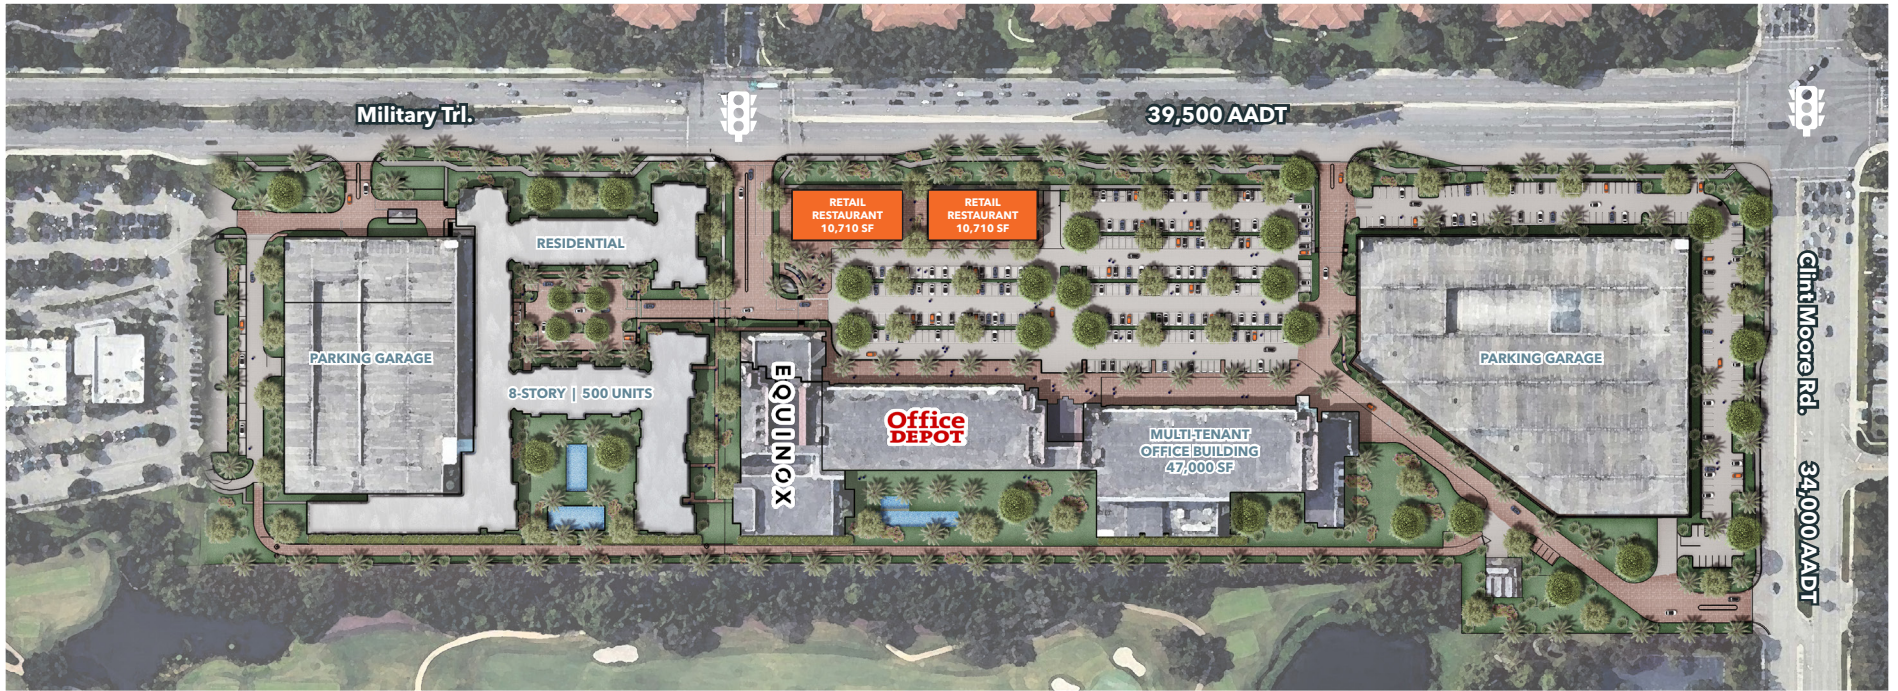 Military Trl.
39,500 AADT
RETAIL
RESTAURANT
10,710 SF
RETAIL
RESTAURANT
10,710 SF
RESIDENTIAL
PARKING GARAGE
8-STORY | 500 UNITS
EQUINOX
Office
DEPOT
MULTI-TENANT
OFFICE BUILDING
47,000 SF
PARKING GARAGE
Clint Moore Rd.
34,000 AADT